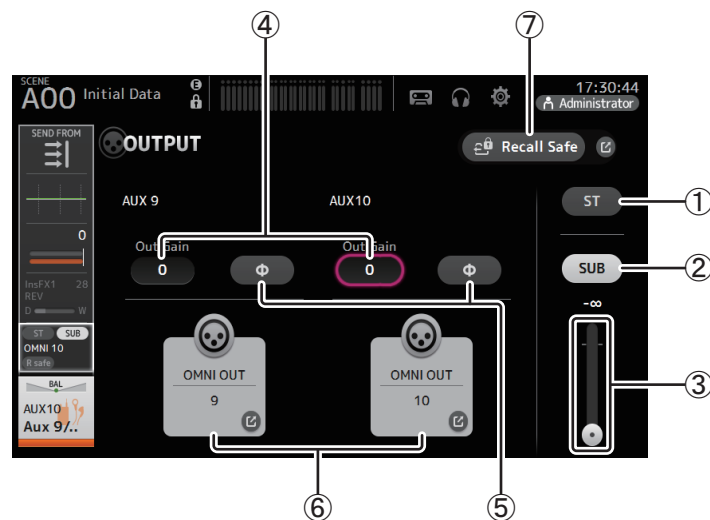 ④
⑦
SCENE
A00 Initial Data
E
17:30:44
Administrator
SEND FROM
OUTPUT
Recall Safe
AUX 9
AUX10
ST
①
0
Out Gain
Out Gain
0
Φ
0
Φ
SUB
②
InsFX1 28
REV
D W
-∞
ST SUB
OMNI 10
R safe
OMNI OUT
9
OMNI OUT
10
③
BAL
AUX10
Aux 9/..
⑥
⑤